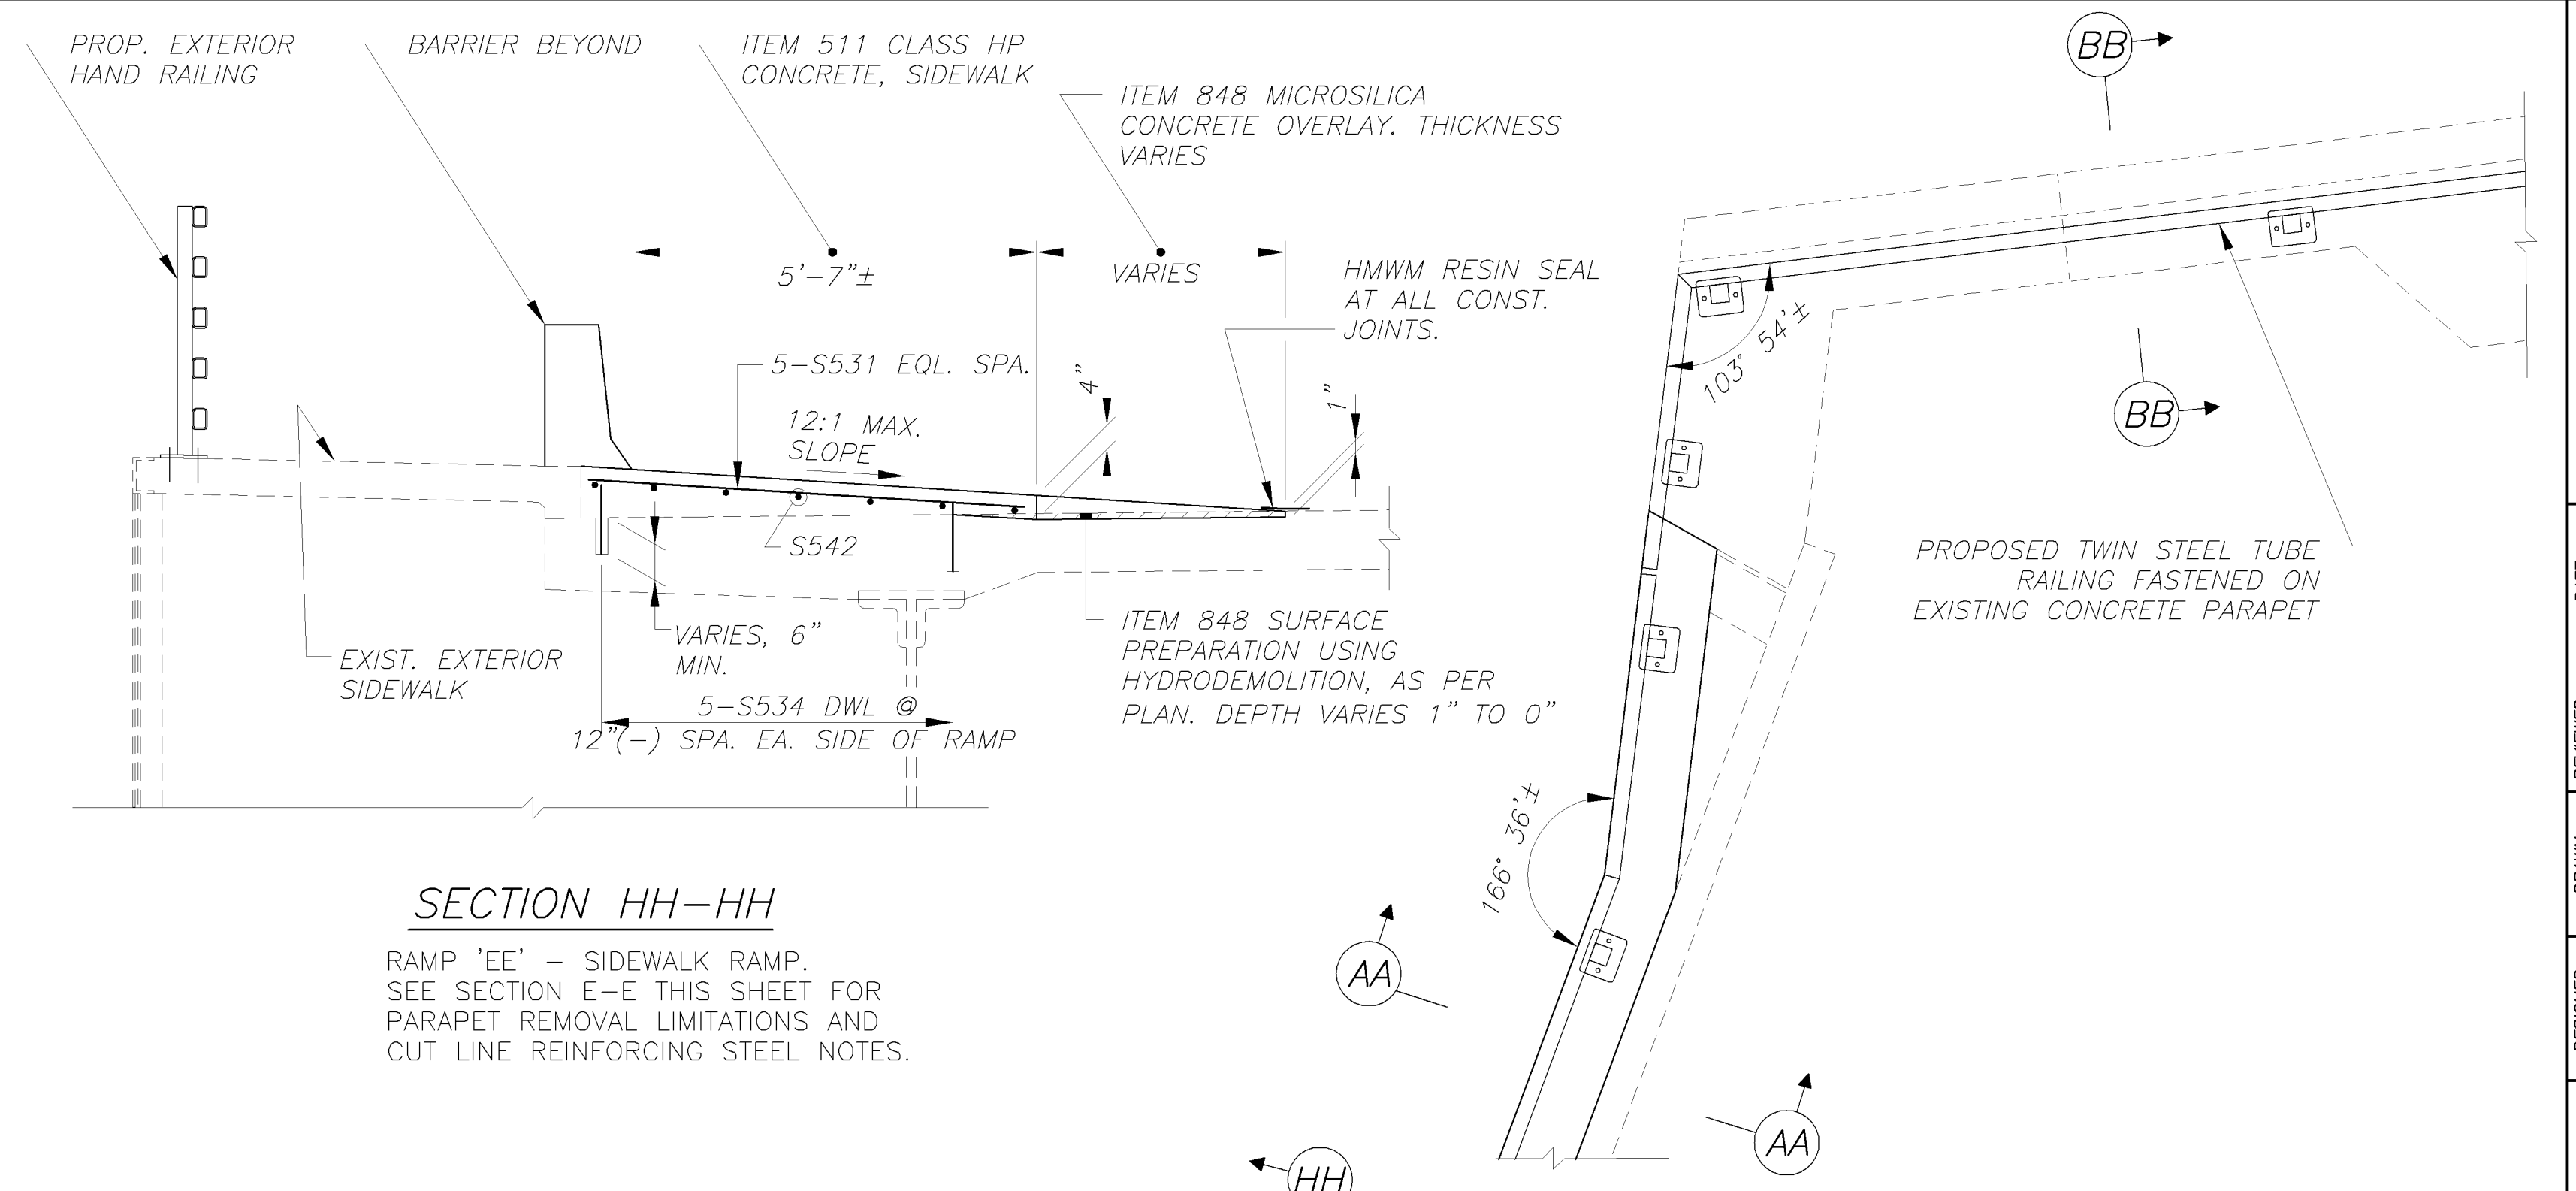 PROP. EXTERIOR
HAND RAILING
BARRIER BEYOND
ITEM 511 CLASS HP
CONCRETE, SIDEWALK
ITEM 848 MICROSILICA
CONCRETE OVERLAY. THICKNESS
VARIES
5'-7"±
VARIES
HMWM RESIN SEAL
AT ALL CONST.
JOINTS.
5-S531 EQL. SPA.
4"
1"
12:1 MAX.
SLOPE
S542
VARIES, 6"
MIN.
EXIST. EXTERIOR
SIDEWALK
5-S534 DWL @
12"(-) SPA. EA. SIDE OF RAMP
ITEM 848 SURFACE
PREPARATION USING
HYDRODEMOLITION, AS PER
PLAN. DEPTH VARIES 1" TO 0"
SECTION HH-HH
RAMP 'EE' - SIDEWALK RAMP.
SEE SECTION E-E THIS SHEET FOR
PARAPET REMOVAL LIMITATIONS AND
CUT LINE REINFORCING STEEL NOTES.
BB
103° 54'±
BB
PROPOSED TWIN STEEL TUBE
RAILING FASTENED ON
EXISTING CONCRETE PARAPET
166° 36'±
AA
AA
HH